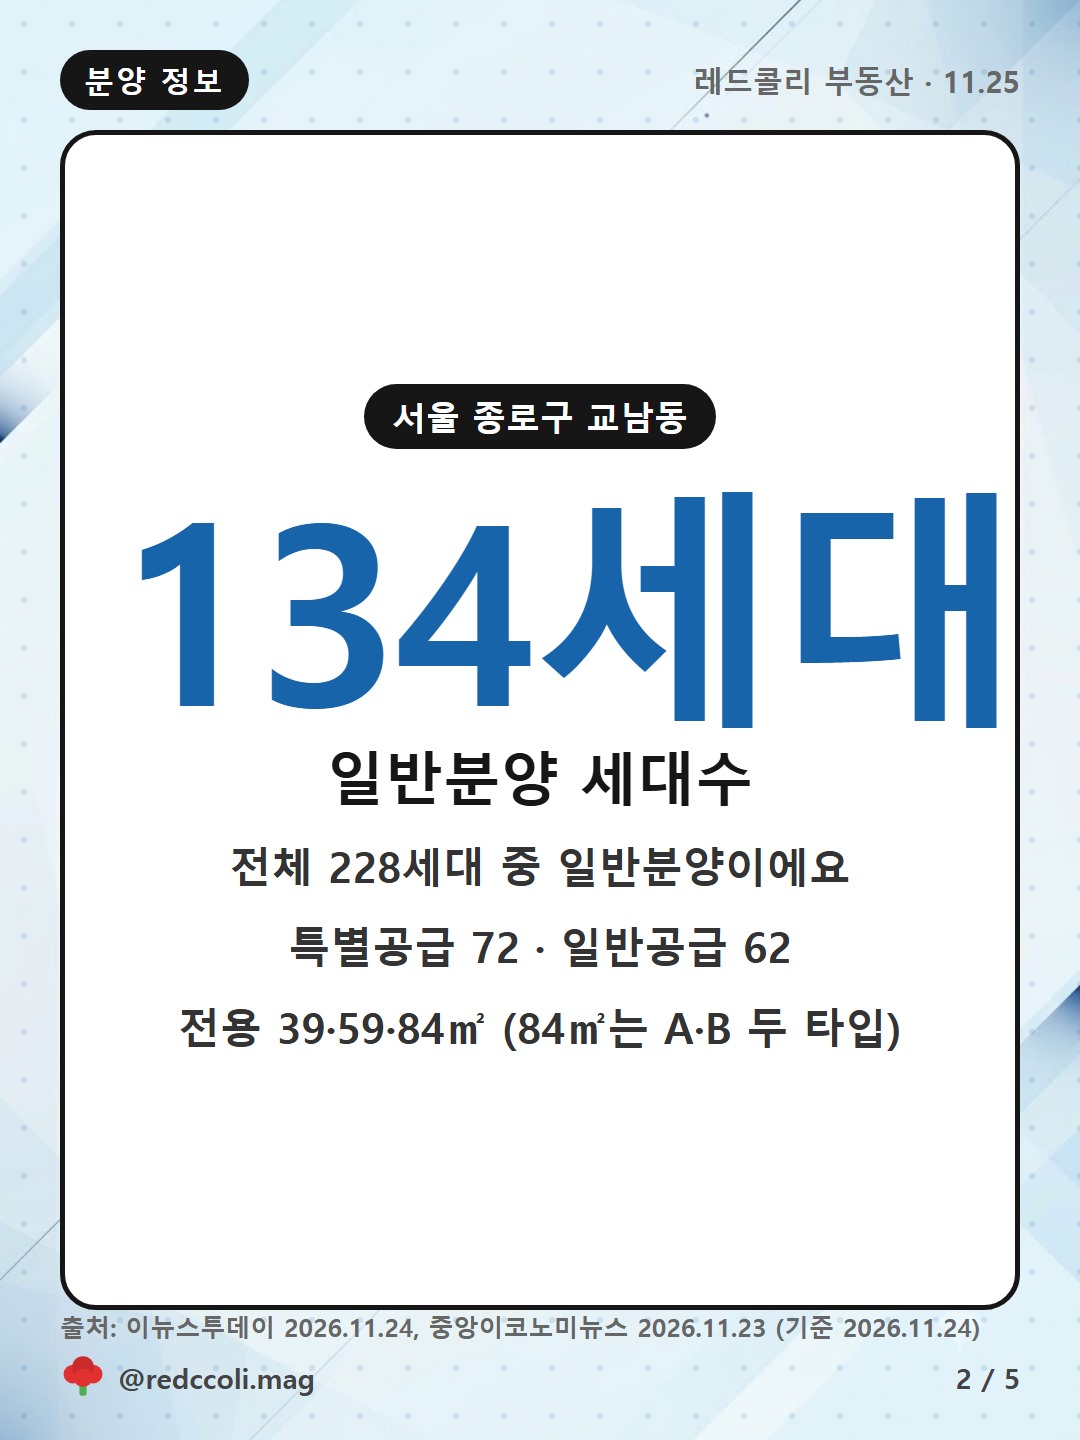 분양 정보
레드콜리 부동산 · 11.25
서울 종로구 교남동
134세대
일반분양 세대수
전체 228세대 중 일반분양이에요
특별공급 72 · 일반공급 62
전용 39·59·84㎡ (84㎡는 A·B 두 타입)
출처: 이뉴스투데이 2026.11.24, 중앙이코노미뉴스 2026.11.23 (기준 2026.11.24)
@redccoli.mag
2 / 5